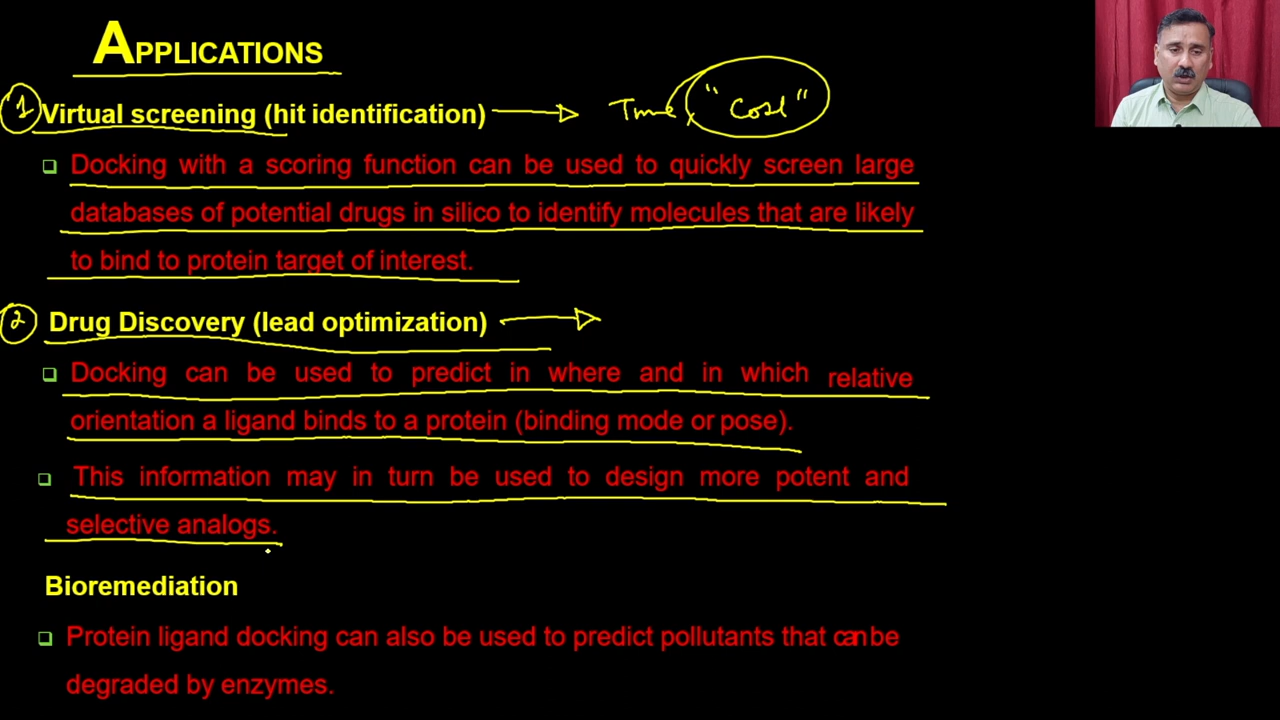 APPLICATIONS
1 Virtual screening (hit identification) Time, "Cost"
Docking with a scoring function can be used to quickly screen large
databases of potential drugs in silico to identify molecules that are likely
to bind to protein target of interest.
2 Drug Discovery (lead optimization)
Docking can be used to predict in where and in which relative
orientation a ligand binds to a protein (binding mode or pose).
This information may in turn be used to design more potent and
selective analogs.
Bioremediation
Protein ligand docking can also be used to predict pollutants that can be
degraded by enzymes.